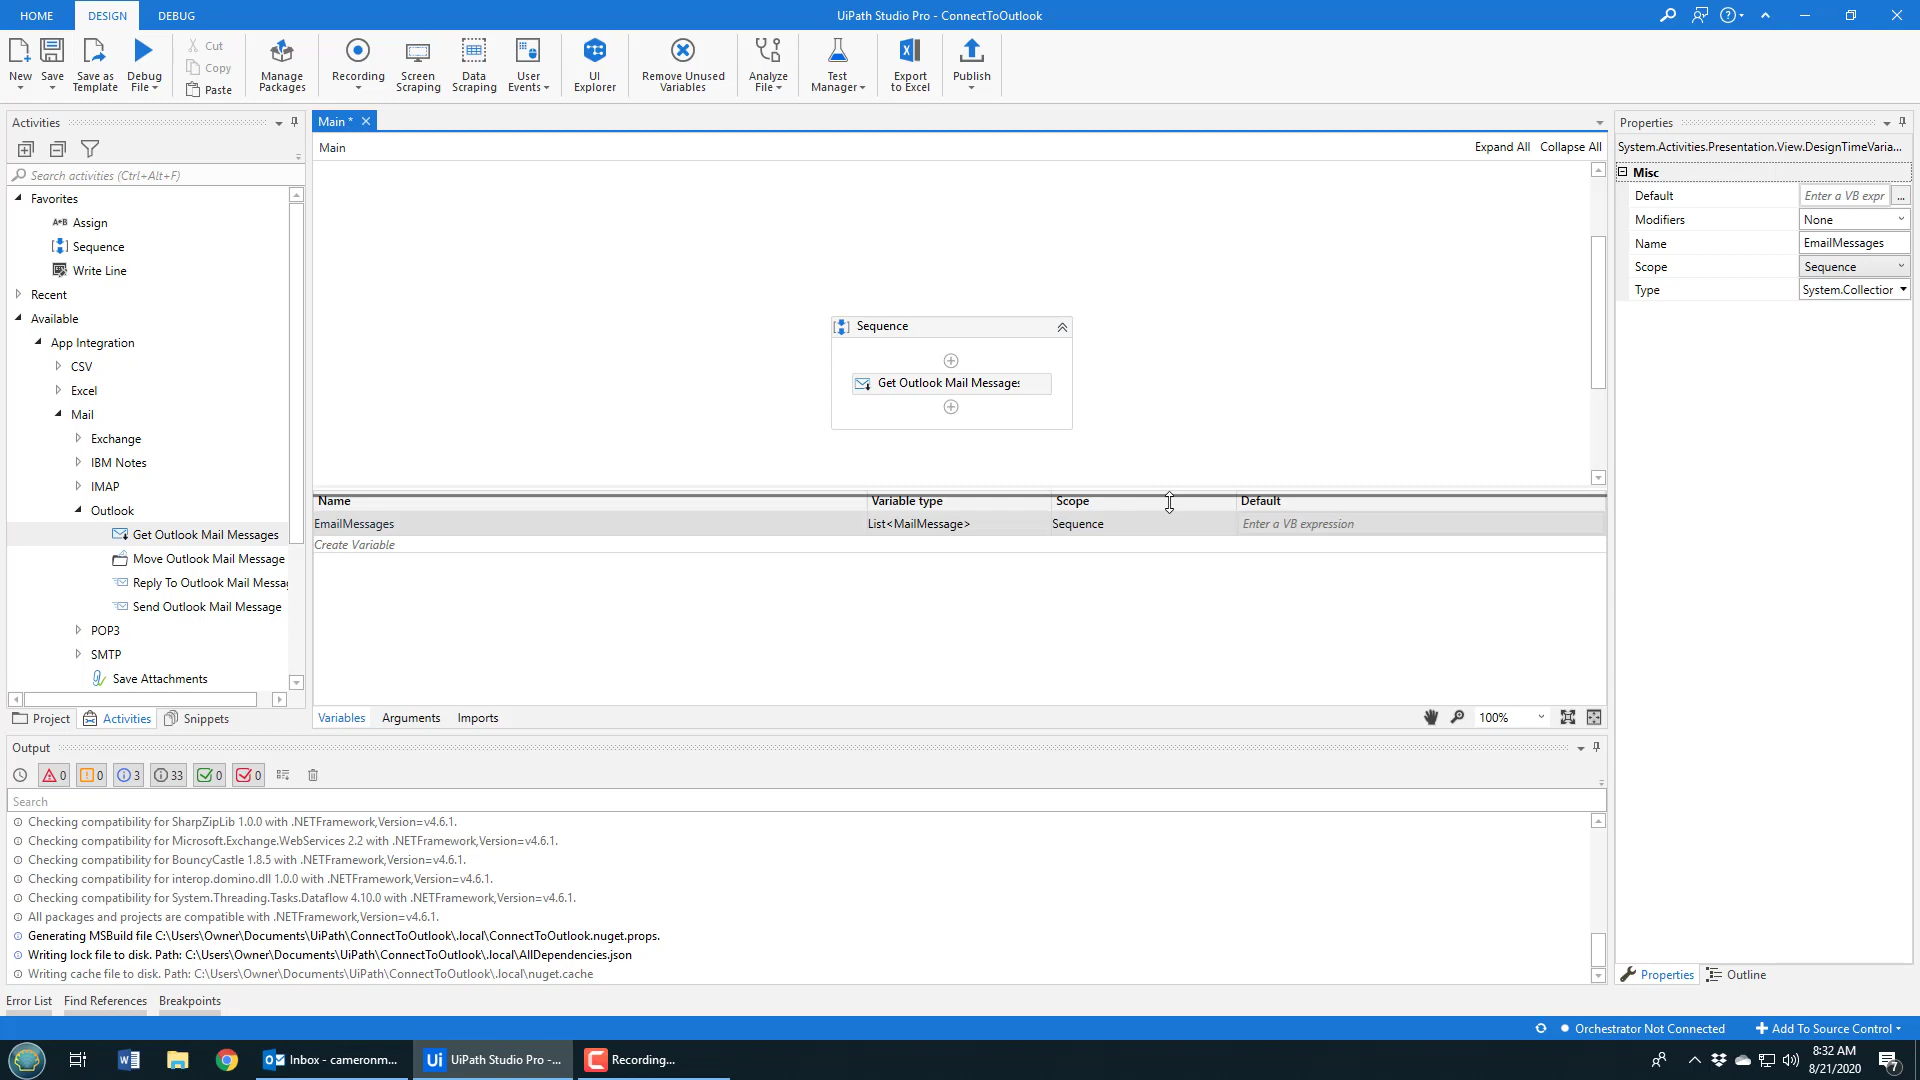 HOME DESIGN DEBUG
UiPath Studio Pro - ConnectToOutlook
New Save Save as Template Debug File
Cut
Copy
Paste
Manage Packages
Recording Screen Scraping Data Scraping User Events
UI Explorer
Remove Unused Variables
Analyze File
Test Manager
Export to Excel
Publish
Activities
Search activities (Ctrl+Alt+F)
Favorites
A*B Assign
Sequence
Write Line
Recent
Available
App Integration
CSV
Excel
Mail
Exchange
IBM Notes
IMAP
Outlook
Get Outlook Mail Messages
Move Outlook Mail Message
Reply To Outlook Mail Messa
Send Outlook Mail Message
POP3
SMTP
Save Attachments
Project Activities Snippets
Main *
Main
Expand All Collapse All
Sequence
Get Outlook Mail Messages
Name Variable type Scope Default
EmailMessages List<MailMessage> Sequence Enter a VB expression
Create Variable
Variables Arguments Imports
100%
Properties
System.Activities.Presentation.View.DesignTimeVaria...
Misc
Default Enter a VB expr ...
Modifiers None
Name EmailMessages
Scope Sequence
Type System.Collection
Properties Outline
Output
0 0 3 33 0 0
Search
Checking compatibility for SharpZipLib 1.0.0 with .NETFramework,Version=v4.6.1.
Checking compatibility for Microsoft.Exchange.WebServices 2.2 with .NETFramework,Version=v4.6.1.
Checking compatibility for BouncyCastle 1.8.5 with .NETFramework,Version=v4.6.1.
Checking compatibility for interop.domino.dll 1.0.0 with .NETFramework,Version=v4.6.1.
Checking compatibility for System.Threading.Tasks.Dataflow 4.10.0 with .NETFramework,Version=v4.6.1.
All packages and projects are compatible with .NETFramework,Version=v4.6.1.
Generating MSBuild file C:\Users\Owner\Documents\UiPath\ConnectToOutlook\.local\ConnectToOutlook.nuget.props.
Writing lock file to disk. Path: C:\Users\Owner\Documents\UiPath\ConnectToOutlook\.local\AllDependencies.json
Writing cache file to disk. Path: C:\Users\Owner\Documents\UiPath\ConnectToOutlook\.local\nuget.cache
Error List Find References Breakpoints
Orchestrator Not Connected Add To Source Control
Inbox - cameronm...
Ui UiPath Studio Pro -...
Recording...
8:32 AM
8/21/2020
7